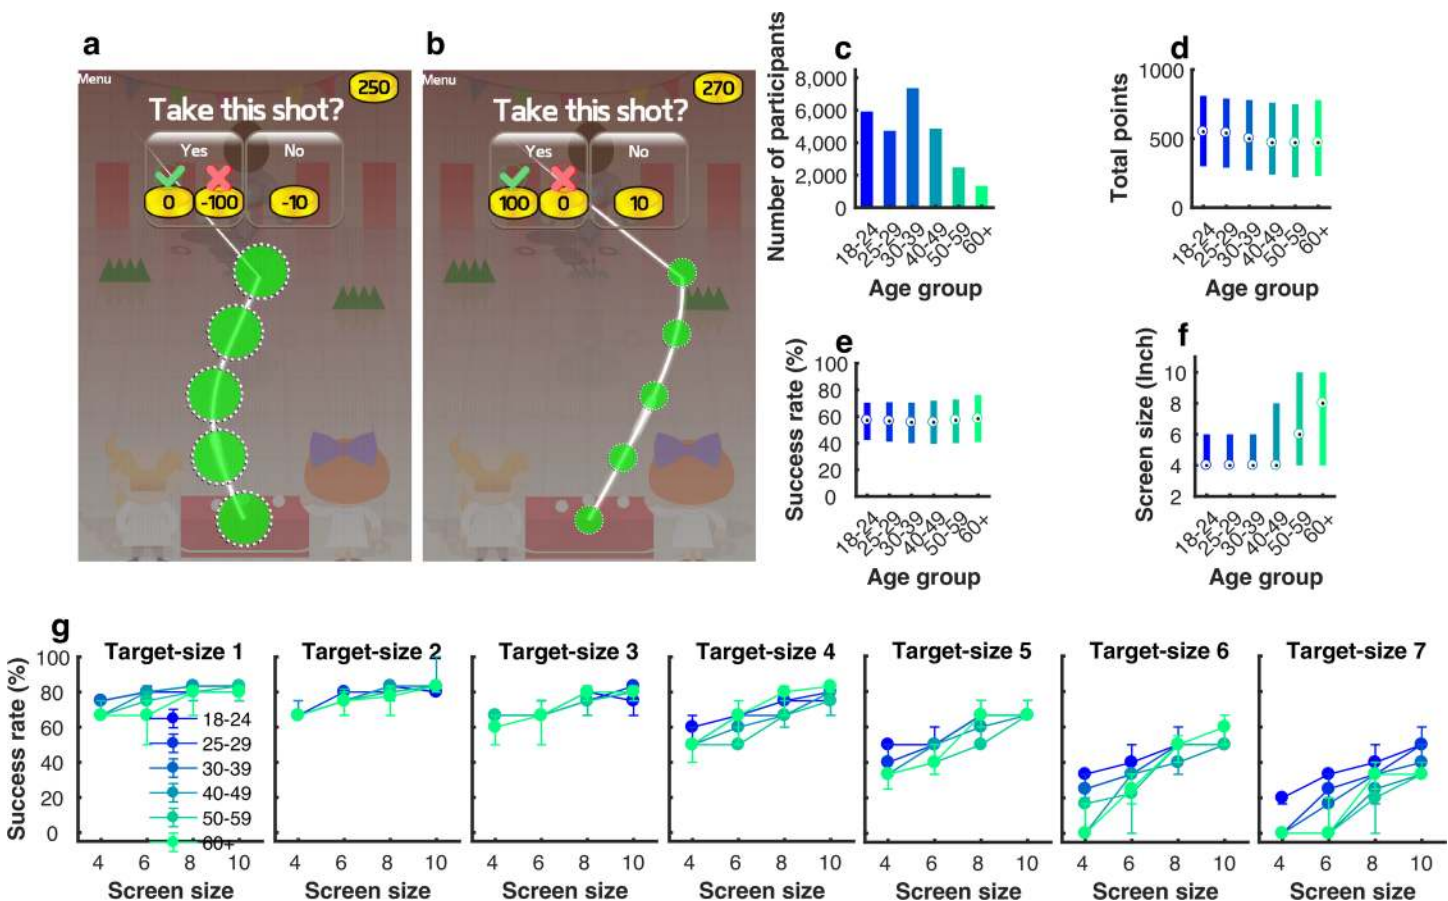 a
Menu
250
Take this shot?
Yes
No
0
-100
-10
b
Menu
270
Take this shot?
Yes
No
100
0
10
c
Number of participants
8,000
6,000
4,000
2,000
0
18-24
25-29
30-39
40-49
50-59
60+
Age group
d
Total points
1000
500
0
18-24
25-29
30-39
40-49
50-59
60+
Age group
e
Success rate (%)
100
80
60
40
20
0
18-24
25-29
30-39
40-49
50-59
60+
Age group
f
Screen size (Inch)
10
8
6
4
2
18-24
25-29
30-39
40-49
50-59
60+
Age group
g
Success rate (%)
100
80
60
40
20
0
Target-size 1
18-24
25-29
30-39
40-49
50-59
60+
4 6 8 10
Screen size
Target-size 2
4 6 8 10
Screen size
Target-size 3
4 6 8 10
Screen size
Target-size 4
4 6 8 10
Screen size
Target-size 5
4 6 8 10
Screen size
Target-size 6
4 6 8 10
Screen size
Target-size 7
4 6 8 10
Screen size